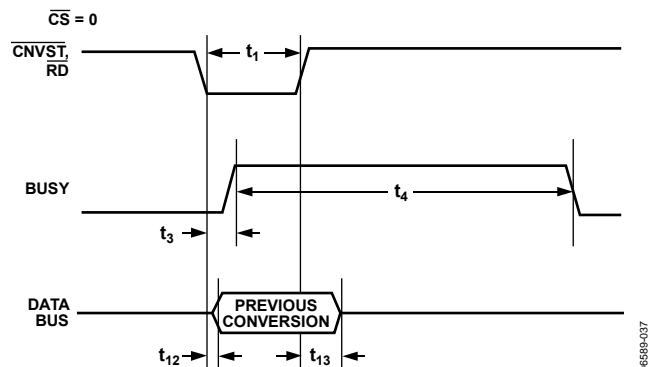 CS = 0
CNVST,
RD
t1
BUSY
t4
t3
DATA
BUS
PREVIOUS
CONVERSION
t12
t13
6589-037